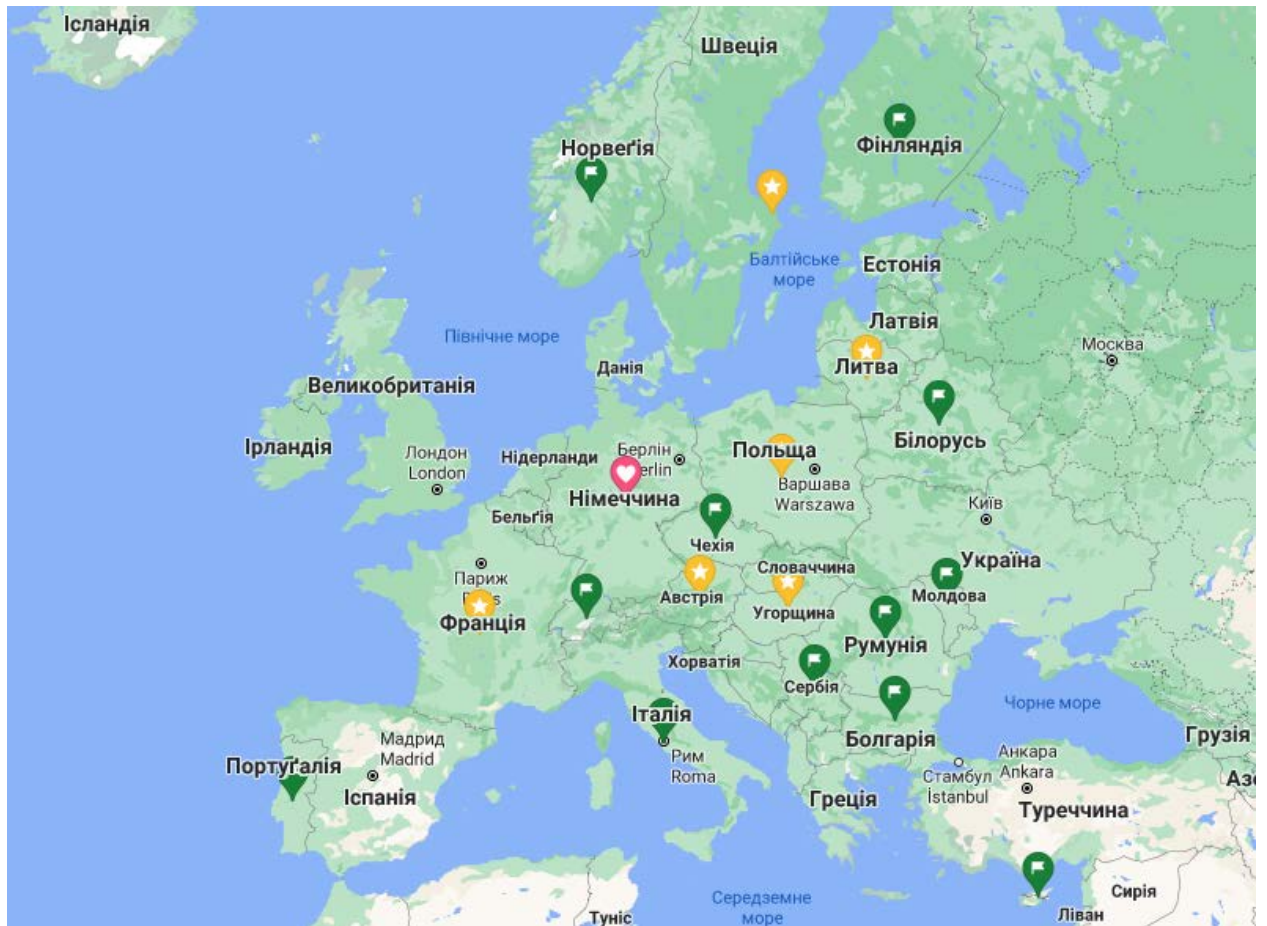 Ісландія
Швеція
Фінляндія
Норвеґія
Балтійське
море
Естонія
Латвія
Північне море
Москва
Данія
Литва
Великобританія
Білорусь
Ірландія
Лондон
London
Нідерланди
Берлін
erlin
Польща
Варшава
Warszawa
Німеччина
Київ
Бельґія
Чехія
Україна
Словаччина
Париж
Австрія
Молдова
Угорщина
Франція
Румунія
Хорватія
Сербія
Чорне море
Італія
Грузія
Болгарія
Мадрид
Madrid
Рим
Roma
Анкара
Ankara
Португалія
Стамбул
İstanbul
Аз
Іспанія
Греція
Туреччина
Сирія
Середземне
море
Ліван
Туніс